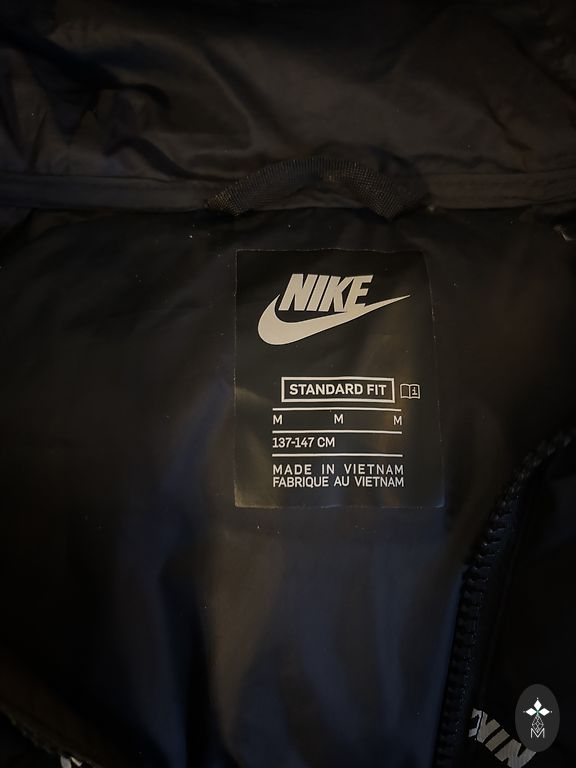 NIKE
STANDARD FIT
M M M
137-147 CM
MADE IN VIETNAM
FABRIQUE AU VIETNAM
M